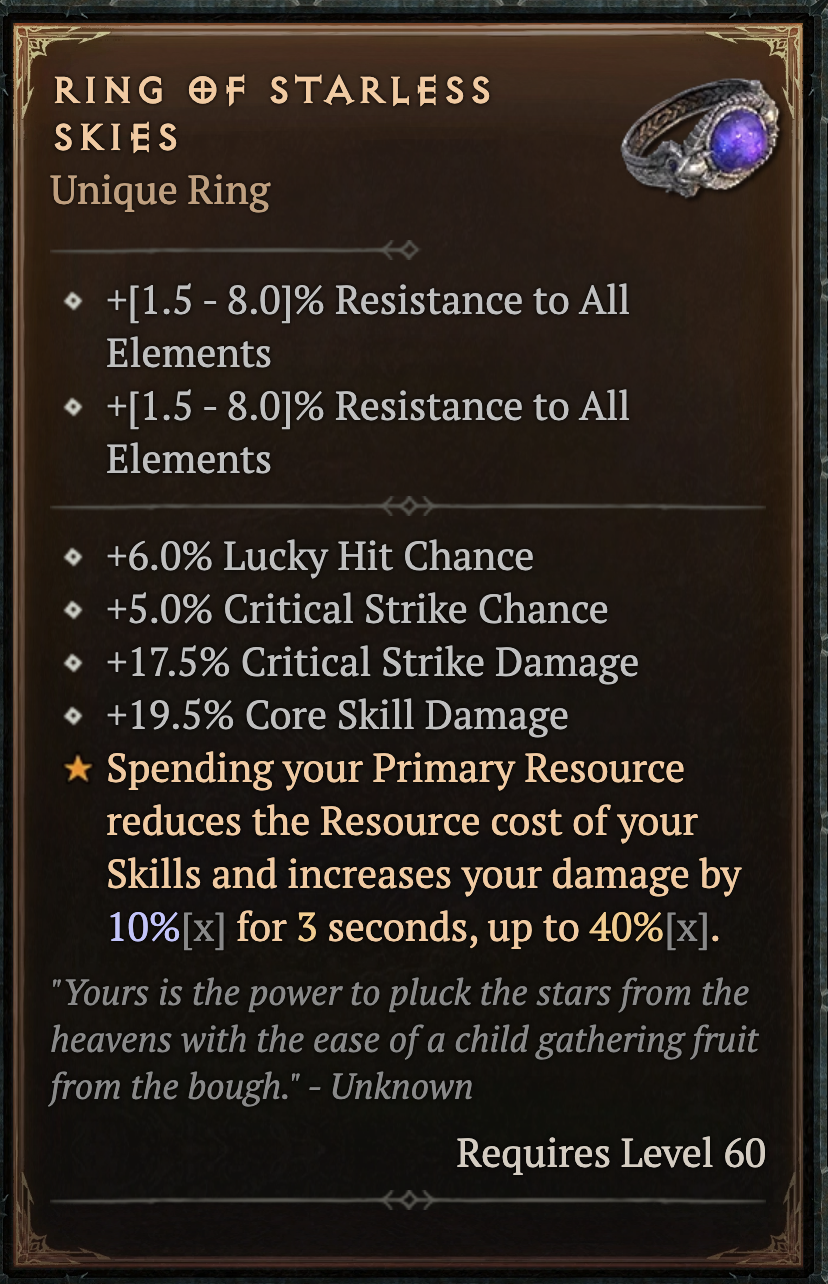 RING OF STARLESS
SKIES
Unique Ring
+[1.5 - 8.0]% Resistance to All
Elements
+[1.5 - 8.0]% Resistance to All
Elements
+6.0% Lucky Hit Chance
+5.0% Critical Strike Chance
+17.5% Critical Strike Damage
+19.5% Core Skill Damage
Spending your Primary Resource
reduces the Resource cost of your
Skills and increases your damage by
10%[x] for 3 seconds, up to 40%[x].
"Yours is the power to pluck the stars from the
heavens with the ease of a child gathering fruit
from the bough." - Unknown
Requires Level 60